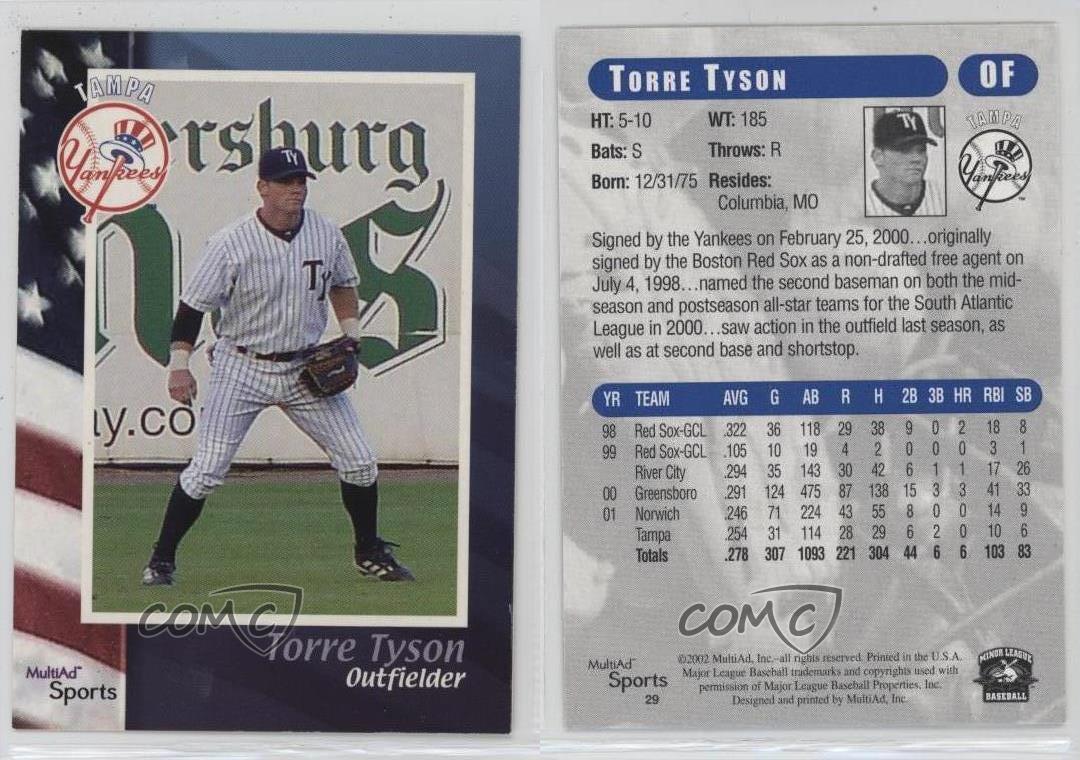 TAMPA
Yankees
ersburg
ns
TY
TY
ay.co
COMC
Torre Tyson
Outfielder
MultiAd™
Sports
TORRE TYSON
OF
HT: 5-10 WT: 185
Bats: S Throws: R
Born: 12/31/75 Resides:
Columbia, MO
TY
TAMPA
Yankees
Signed by the Yankees on February 25, 2000...originally
signed by the Boston Red Sox as a non-drafted free agent on
July 4, 1998...named the second baseman on both the mid-
season and postseason all-star teams for the South Atlantic
League in 2000...saw action in the outfield last season, as
well as at second base and shortstop.
YR TEAM AVG G AB R H 2B 3B HR RBI SB
98 Red Sox-GCL .322 36 118 29 38 9 0 2 18 8
99 Red Sox-GCL .105 10 19 4 2 0 0 0 3 1
River City .294 35 143 30 42 6 1 1 17 26
00 Greensboro .291 124 475 87 138 15 3 3 41 33
01 Norwich .246 71 224 43 55 8 0 0 14 9
Tampa .254 31 114 28 29 6 2 0 10 6
Totals .278 307 1093 221 304 44 6 6 103 83
COMC
MultiAd™
Sports
29
©2002 MultiAd, Inc.–all rights reserved. Printed in the U.S.A.
Major League Baseball trademarks and copyrights used with
permission of Major League Baseball Properties, Inc.
Designed and printed by MultiAd, Inc.
MINOR LEAGUE
BASEBALL